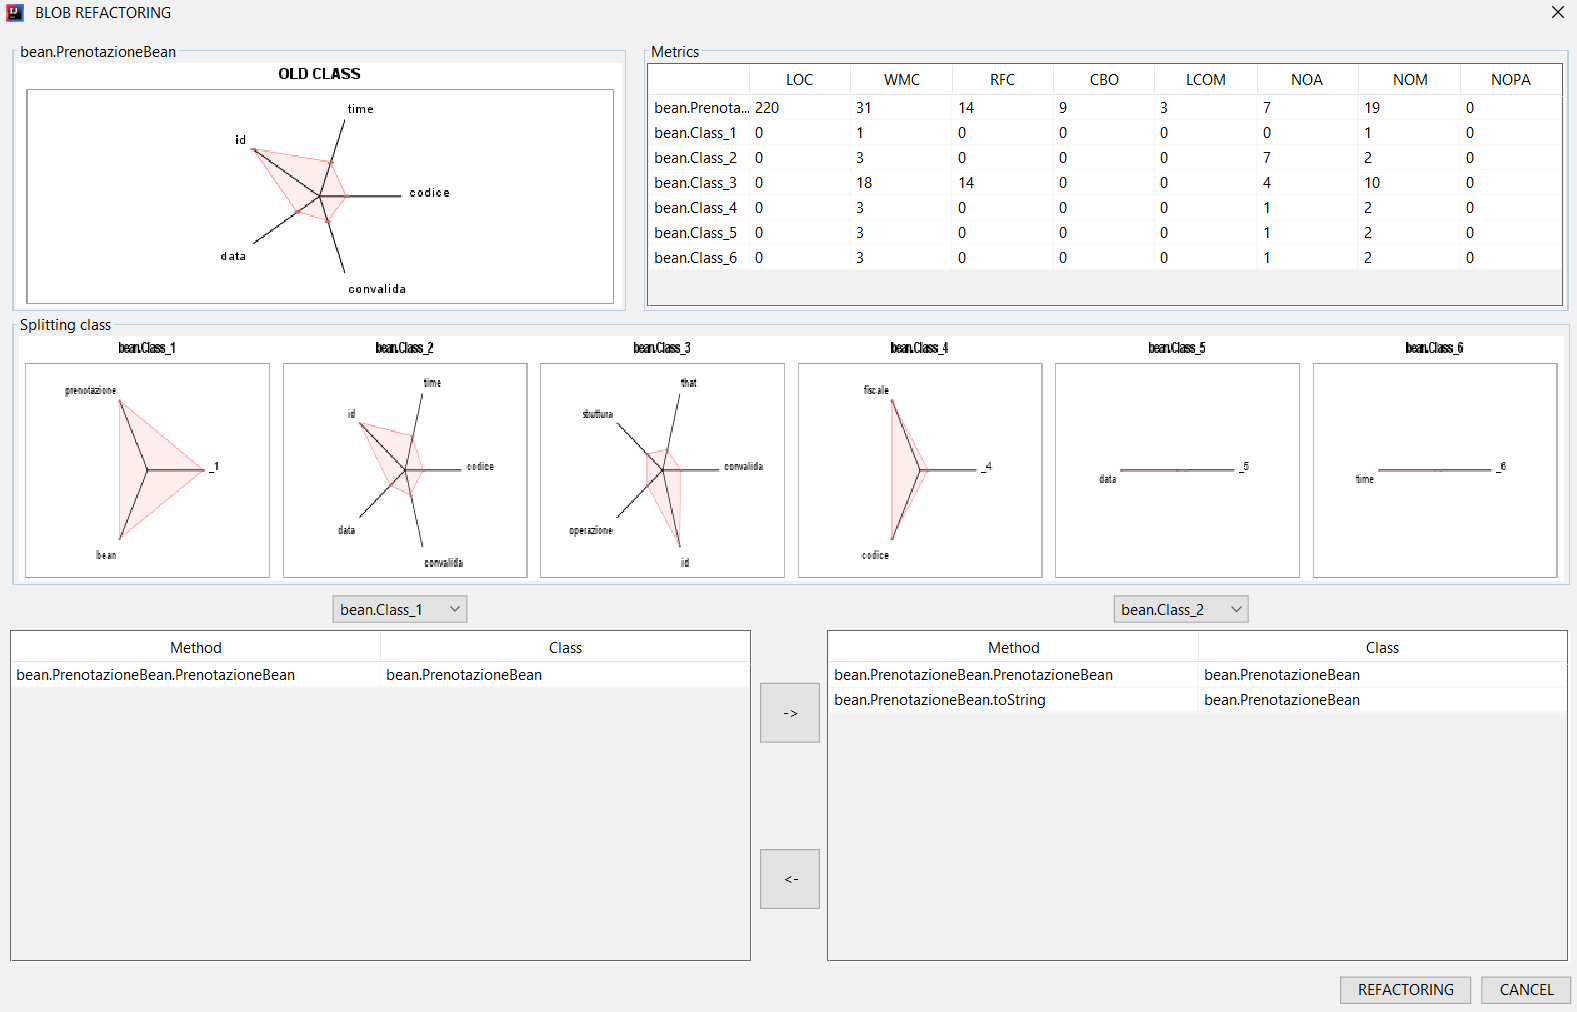 BLOB REFACTORING
bean.PrenotazioneBean
OLD CLASS
time
id
codice
data
convalida
Metrics
LOC WMC RFC CBO LCOM NOA NOM NOPA
bean.Prenota... 220 31 14 9 3 7 19 0
bean.Class_1 0 1 0 0 0 0 1 0
bean.Class_2 0 3 0 0 0 7 2 0
bean.Class_3 0 18 14 0 0 4 10 0
bean.Class_4 0 3 0 0 0 1 2 0
bean.Class_5 0 3 0 0 0 1 2 0
bean.Class_6 0 3 0 0 0 1 2 0
Splitting class
bean.Class_1
prenotazione
_1
bean
bean.Class_2
time
id
codice
data
convalida
bean.Class_3
that
struttura
convalida
operazione
id
bean.Class_4
fiscale
_4
codice
bean.Class_5
_5
data
bean.Class_6
_6
time
bean.Class_1
bean.Class_2
Method Class
bean.PrenotazioneBean.PrenotazioneBean bean.PrenotazioneBean
->
<-
Method Class
bean.PrenotazioneBean.PrenotazioneBean bean.PrenotazioneBean
bean.PrenotazioneBean.toString bean.PrenotazioneBean
REFACTORING CANCEL